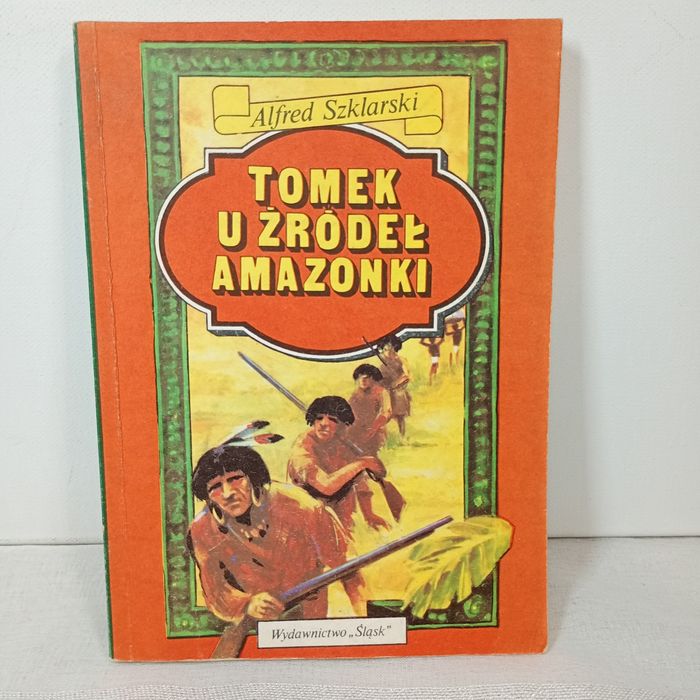 Alfred Szklarski
TOMEK
U ŹRÓDEŁ
AMAZONKI
Wydawnictwo „Śląsk”